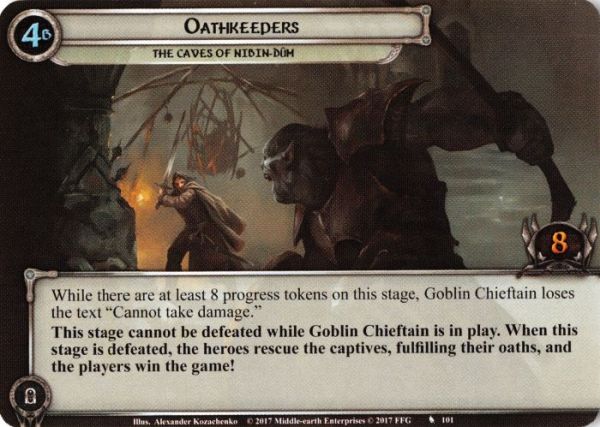 4B
OATHKEEPERS
THE CAVES OF NIBIN-DÛM
8
While there are at least 8 progress tokens on this stage, Goblin Chieftain loses
the text “Cannot take damage.”
This stage cannot be defeated while Goblin Chieftain is in play. When this
stage is defeated, the heroes rescue the captives, fulfilling their oaths, and
the players win the game!
Illus. Alexander Kozachenko © 2017 Middle-earth Enterprises © 2017 FFG 101